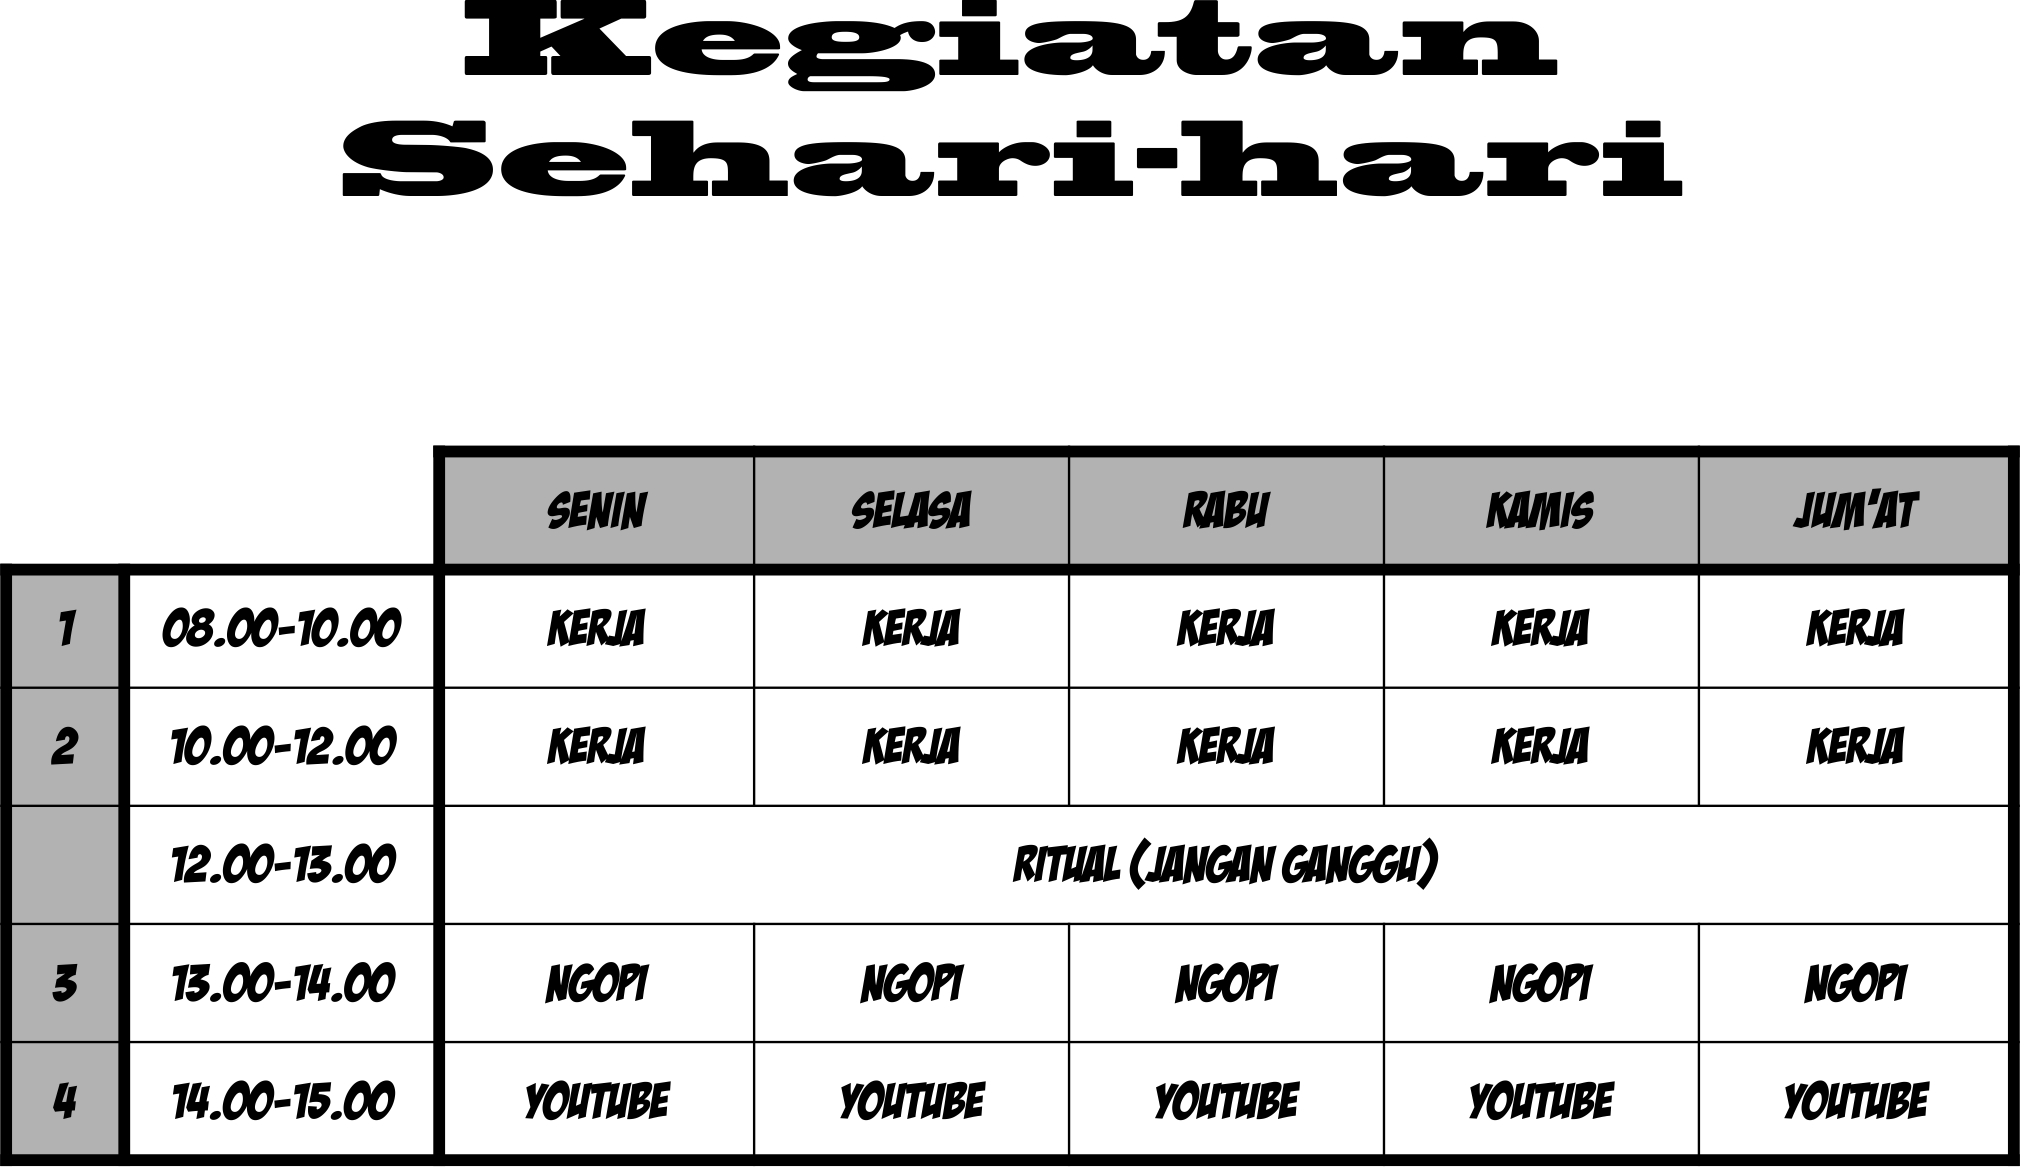 Kegiatan
Sehari-hari
SENIN SELASA RABU KAMIS JUM'AT
1 08.00-10.00 KERJA KERJA KERJA KERJA KERJA
2 10.00-12.00 KERJA KERJA KERJA KERJA KERJA
12.00-13.00 RITUAL (JANGAN GANGGU)
3 13.00-14.00 NGOPI NGOPI NGOPI NGOPI NGOPI
4 14.00-15.00 YOUTUBE YOUTUBE YOUTUBE YOUTUBE YOUTUBE